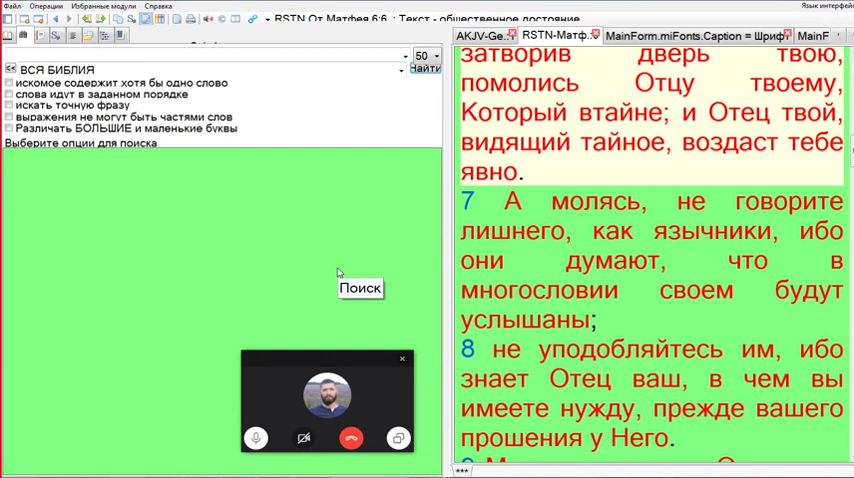 Файл Операции Избранные модули Справка
Язык интерфей
RSTN От Матфея 6:6 : Текст - общественное достояние
AKJV-Ge... RSTN-Матф... MainForm.miFonts.Caption = Шриф MainF
50
ВСЯ БИБЛИЯ
Найти
искомое содержит хотя бы одно слово
слова идут в заданном порядке
искать точную фразу
выражения не могут быть частями слов
Различать БОЛЬШИЕ и маленькие буквы
Выберите опции для поиска
Поиск
затворив дверь твою,
помолись Отцу твоему,
Который втайне; и Отец твой,
видящий тайное, воздаст тебе
явно.
7 А молясь, не говорите
лишнего, как язычники, ибо
они думают, что в
многословии своем будут
услышаны;
8 не уподобляйтесь им, ибо
знает Отец ваш, в чем вы
имеете нужду, прежде вашего
прошения у Него.
***